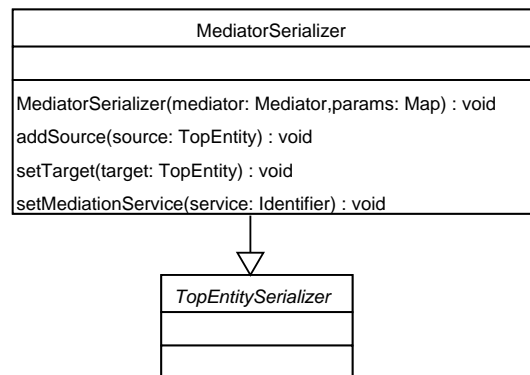 MediatorSerializer
MediatorSerializer(mediator: Mediator,params: Map) : void
addSource(source: TopEntity) : void
setTarget(target: TopEntity) : void
setMediationService(service: Identifier) : void
TopEntitySerializer